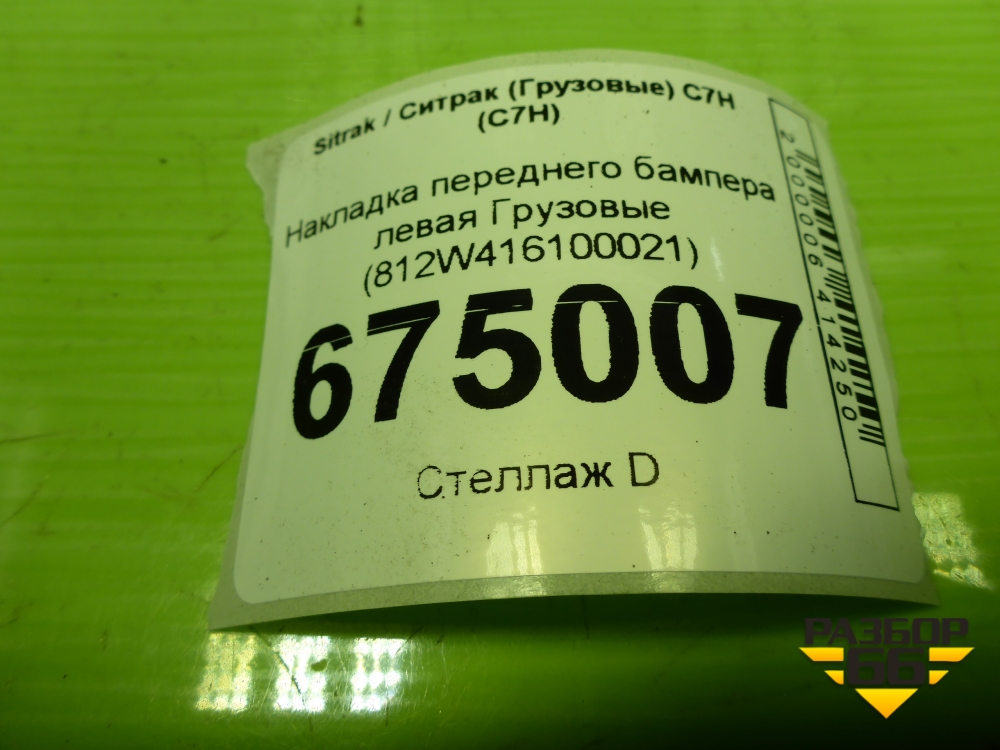 Sitrak / Ситрак (Грузовые) C7H
(C7H)
Накладка переднего бампера
левая Грузовые
(812W416100021)
675007
Стеллаж D
2000006414250
РАЗБОР
66